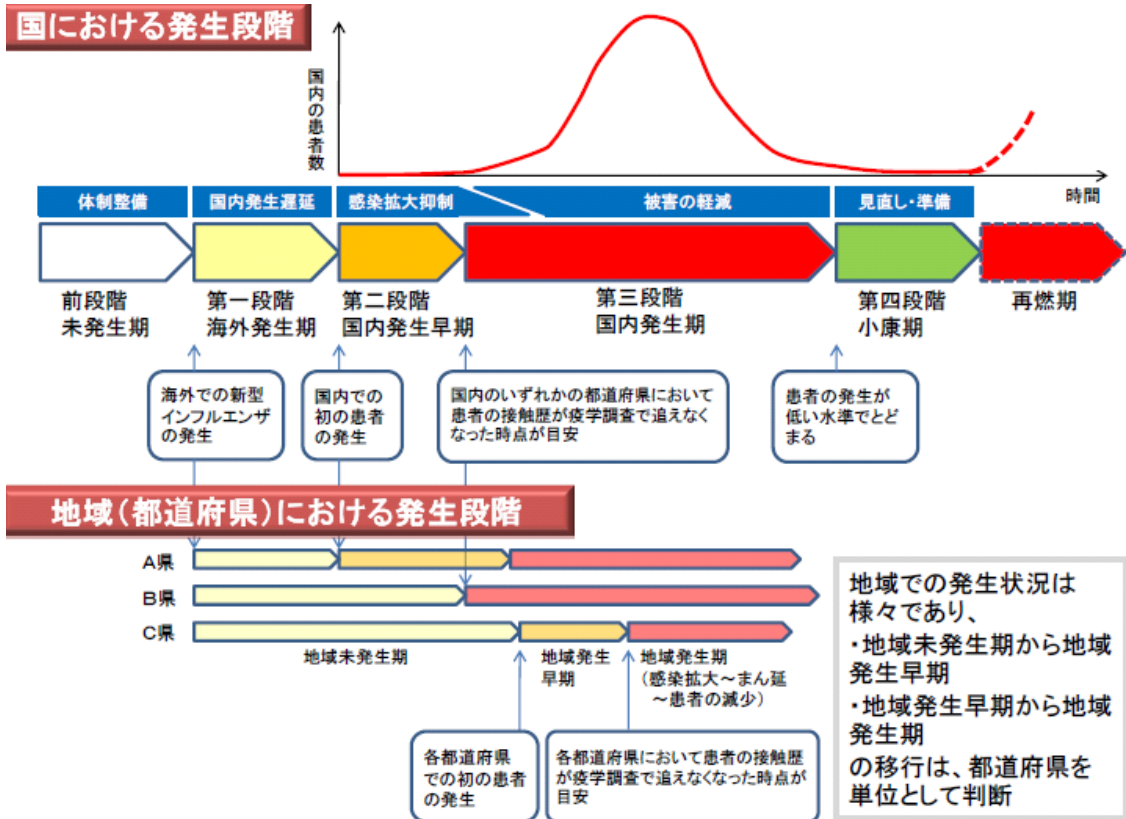 国における発生段階
国内の患者数
時間
体制整備
国内発生遅延
感染拡大抑制
被害の軽減
見直し・準備
前段階
未発生期
第一段階
海外発生期
第二段階
国内発生早期
第三段階
国内発生期
第四段階
小康期
再燃期
海外での新型
インフルエンザ
の発生
国内での
初の患者
の発生
国内のいずれかの都道府県において
患者の接触歴が疫学調査で追えなく
なった時点が目安
患者の発生が
低い水準でとど
まる
地域(都道府県)における発生段階
A県
B県
C県
地域未発生期
地域発生
早期
地域発生期
(感染拡大~まん延
~患者の減少)
各都道府県
での初の患者
の発生
各都道府県において患者の接触歴
が疫学調査で追えなくなった時点が
目安
地域での発生状況は
様々であり、
・地域未発生期から地域
発生早期
・地域発生早期から地域
発生期
の移行は、都道府県を
単位として判断